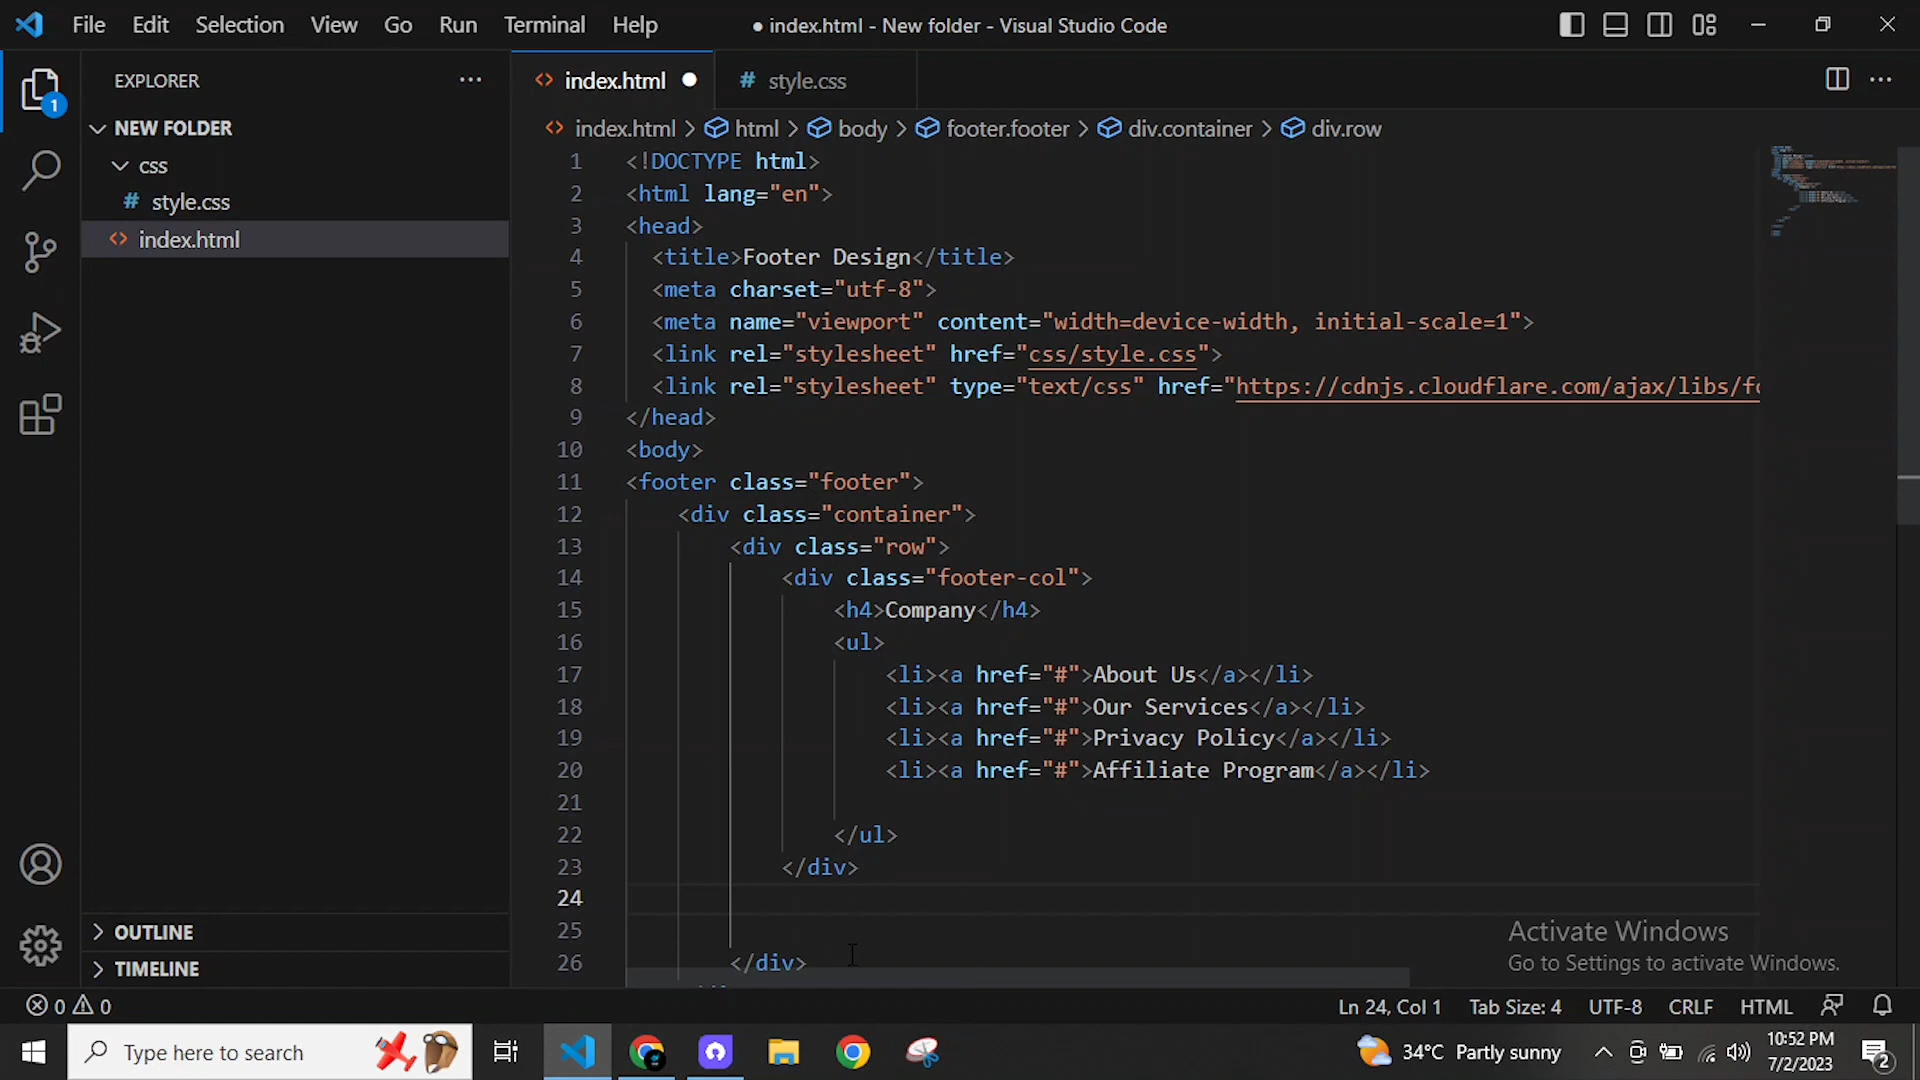 File Edit Selection View Go Run Terminal Help
● index.html - New folder - Visual Studio Code
EXPLORER
index.html
# style.css
NEW FOLDER
css
# style.css
index.html
1
index.html > html > body > footer.footer > div.container > div.row
1 <!DOCTYPE html>
2 <html lang="en">
3 <head>
4 <title>Footer Design</title>
5 <meta charset="utf-8">
6 <meta name="viewport" content="width=device-width, initial-scale=1">
7 <link rel="stylesheet" href="css/style.css">
8 <link rel="stylesheet" type="text/css" href="https://cdnjs.cloudflare.com/ajax/libs/fo
9 </head>
10 <body>
11 <footer class="footer">
12 <div class="container">
13 <div class="row">
14 <div class="footer-col">
15 <h4>Company</h4>
16 <ul>
17 <li><a href="#">About Us</a></li>
18 <li><a href="#">Our Services</a></li>
19 <li><a href="#">Privacy Policy</a></li>
20 <li><a href="#">Affiliate Program</a></li>
21
22 </ul>
23 </div>
24
25
26 </div>
OUTLINE
TIMELINE
Activate Windows
Go to Settings to activate Windows.
0 0
Ln 24, Col 1 Tab Size: 4 UTF-8 CRLF HTML
Type here to search
34°C Partly sunny
10:52 PM
7/2/2023
2